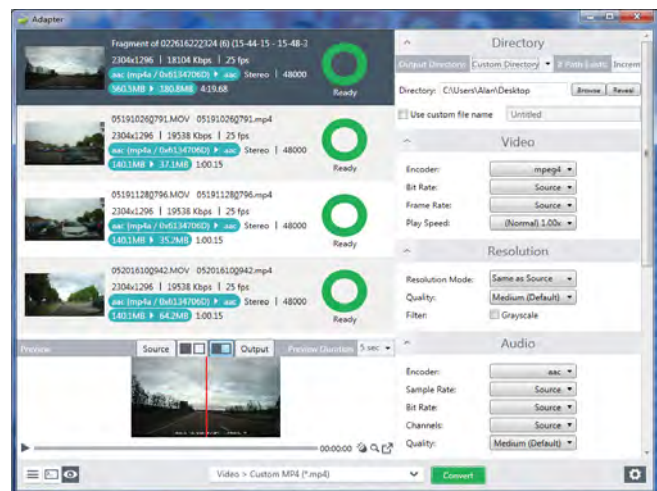 Adapter
Fragment of 022616222324 (6) (15-44-15 - 15-48-3
2304x1296 | 18104 Kbps | 25 fps
aac (mp4a / 0x6134706D) ▶ aac Stereo | 48000
560.5MB ▶ 180.8MB 4:19.68
Ready
051910260791.MOV 051910260791.mp4
2304x1296 | 19538 Kbps | 25 fps
aac (mp4a / 0x6134706D) ▶ aac Stereo | 48000
140.1MB ▶ 37.1MB 1:00.15
Ready
051911280796.MOV 051911280796.mp4
2304x1296 | 19538 Kbps | 25 fps
aac (mp4a / 0x6134706D) ▶ aac Stereo | 48000
140.1MB ▶ 35.2MB 1:00.15
Ready
052016100942.MOV 052016100942.mp4
2304x1296 | 19538 Kbps | 25 fps
aac (mp4a / 0x6134706D) ▶ aac Stereo | 48000
140.1MB ▶ 64.2MB 1:00.15
Ready
Preview Source Output Preview Duration 5 sec
00:00:00
Video > Custom MP4 (*.mp4)
Convert
Directory
Output Directory: Custom Directory If Path Exists: Increm
Directory: C:\Users\Alan\Desktop Browse Reveal
Use custom file name Untitled
Video
Encoder: mpeg4
Bit Rate: Source
Frame Rate: Source
Play Speed: (Normal) 1.00x
Resolution
Resolution Mode: Same as Source
Quality: Medium (Default)
Filter: Grayscale
Audio
Encoder: aac
Sample Rate: Source
Bit Rate: Source
Channels: Source
Quality: Medium (Default)